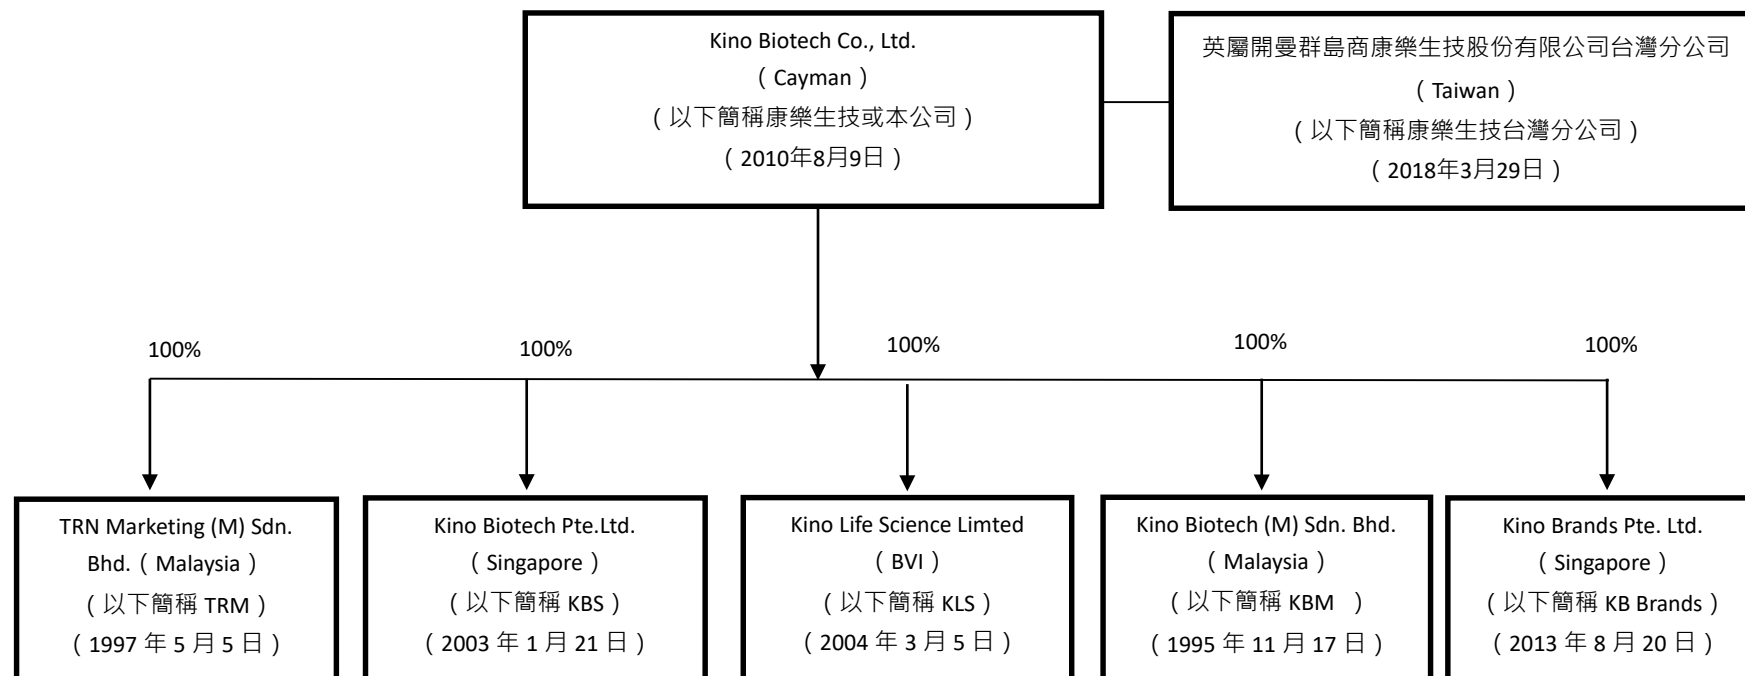 Kino Biotech Co., Ltd.
（Cayman）
（以下簡稱康樂生技或本公司）
（2010年8月9日）
英屬開曼群島商康樂生技股份有限公司台灣分公司
（Taiwan）
（以下簡稱康樂生技台灣分公司）
（2018年3月29日）
100%
100%
100%
100%
100%
TRN Marketing (M) Sdn.
Bhd.（Malaysia）
（以下簡稱 TRM）
（1997 年 5 月 5 日）
Kino Biotech Pte.Ltd.
（Singapore）
（以下簡稱 KBS）
（2003 年 1 月 21 日）
Kino Life Science Limted
（BVI）
（以下簡稱 KLS）
（2004 年 3 月 5 日）
Kino Biotech (M) Sdn. Bhd.
（Malaysia）
（以下簡稱 KBM ）
（1995 年 11 月 17 日）
Kino Brands Pte. Ltd.
（Singapore）
（以下簡稱 KB Brands）
（2013 年 8 月 20 日）